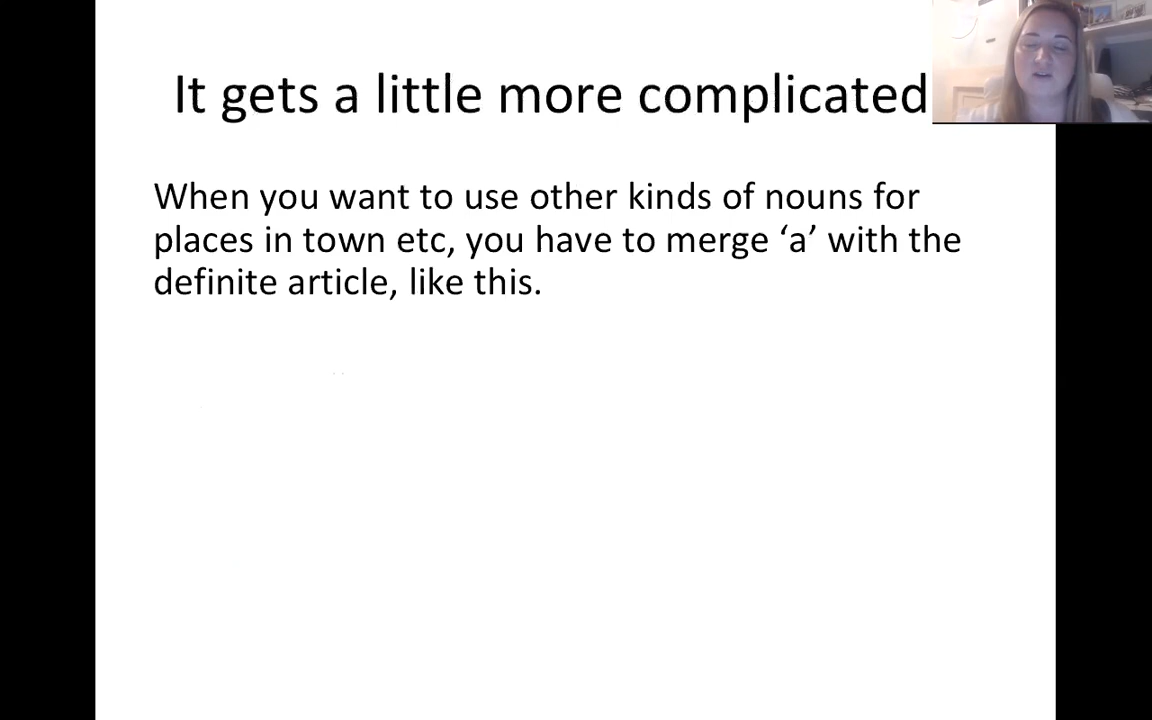 It gets a little more complicated
When you want to use other kinds of nouns for
places in town etc, you have to merge ‘a’ with the
definite article, like this.